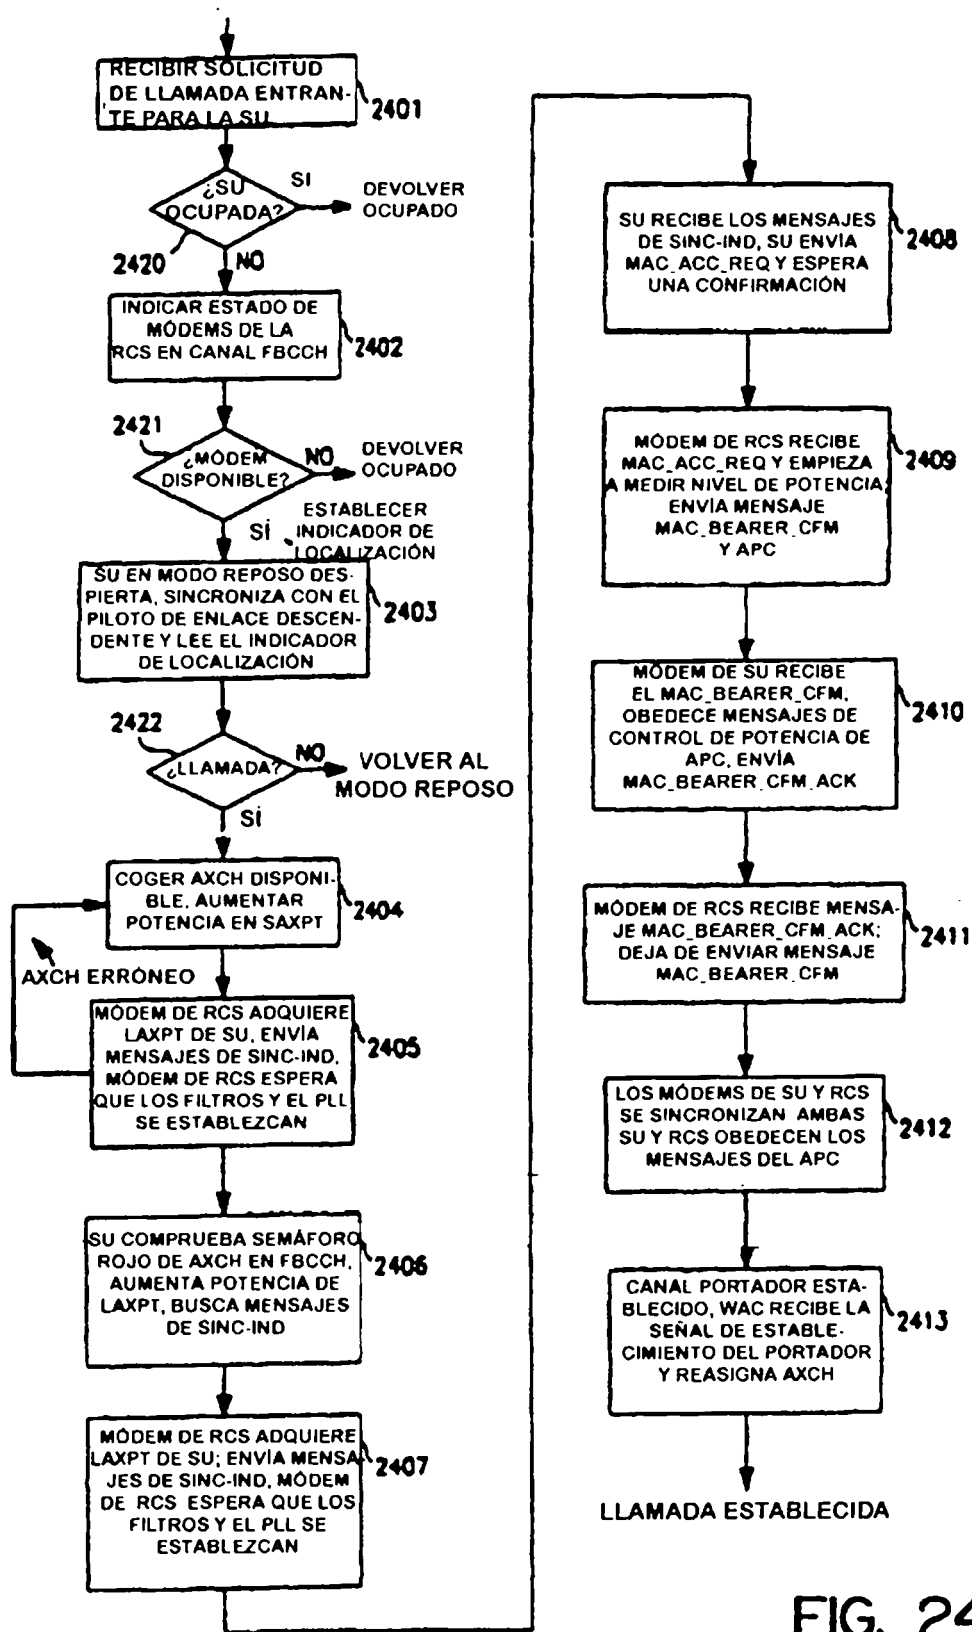 RECIBIR SOLICITUD
DE LLAMADA ENTRAN-
TE PARA LA SU.
2401
¿SU
OCUPADA?
SI
DEVOLVER
OCUPADO
2420
NO
INDICAR ESTADO DE
MÓDEMS DE LA
RCS EN CANAL FBCCH
2402
2421
¿MÓDEM
DISPONIBLE?
NO
DEVOLVER
OCUPADO
SÍ
ESTABLECER
INDICADOR DE
LOCALIZACIÓN
SU EN MODO REPOSO DES-
PIERTA, SINCRONIZA CON EL
PILOTO DE ENLACE DESCEN-
DENTE Y LEE EL INDICADOR
DE LOCALIZACIÓN
2403
2422
¿LLAMADA?
NO
VOLVER AL
MODO REPOSO
SÍ
COGER AXCH DISPONI-
BLE, AUMENTAR
POTENCIA EN SAXPT
2404
AXCH ERRÓNEO
MÓDEM DE RCS ADQUIERE
LAXPT DE SU, ENVÍA
MENSAJES DE SINC-IND,
MÓDEM DE RCS ESPERA
QUE LOS FILTROS Y EL PLL
SE ESTABLEZCAN
2405
SU COMPRUEBA SEMÁFORO
ROJO DE AXCH EN FBCCH,
AUMENTA POTENCIA DE
LAXPT, BUSCA MENSAJES
DE SINC-IND
2406
MÓDEM DE RCS ADQUIERE
LAXPT DE SU; ENVÍA MENSA-
JES DE SINC-IND, MÓDEM
DE RCS ESPERA QUE LOS
FILTROS Y EL PLL SE
ESTABLEZCAN
2407
SU RECIBE LOS MENSAJES
DE SINC-IND, SU ENVÍA
MAC_ACC_REQ Y ESPERA
UNA CONFIRMACIÓN
2408
MÓDEM DE RCS RECIBE
MAC_ACC_REQ Y EMPIEZA
A MEDIR NIVEL DE POTENCIA,
ENVÍA MENSAJE
MAC_BEARER_CFM
Y APC
2409
MÓDEM DE SU RECIBE
EL MAC_BEARER_CFM,
OBEDECE MENSAJES DE
CONTROL DE POTENCIA DE
APC, ENVÍA
MAC_BEARER_CFM_ACK
2410
MÓDEM DE RCS RECIBE MENSA-
JE MAC_BEARER_CFM_ACK;
DEJA DE ENVIAR MENSAJE
MAC_BEARER_CFM
2411
LOS MÓDEMS DE SU Y RCS
SE SINCRONIZAN AMBAS
SU Y RCS OBEDECEN LOS
MENSAJES DEL APC
2412
CANAL PORTADOR ESTA-
BLECIDO, WAC RECIBE LA
SEÑAL DE ESTABLE-
CIMIENTO DEL PORTADOR
Y REASIGNA AXCH
2413
LLAMADA ESTABLECIDA
FIG. 24